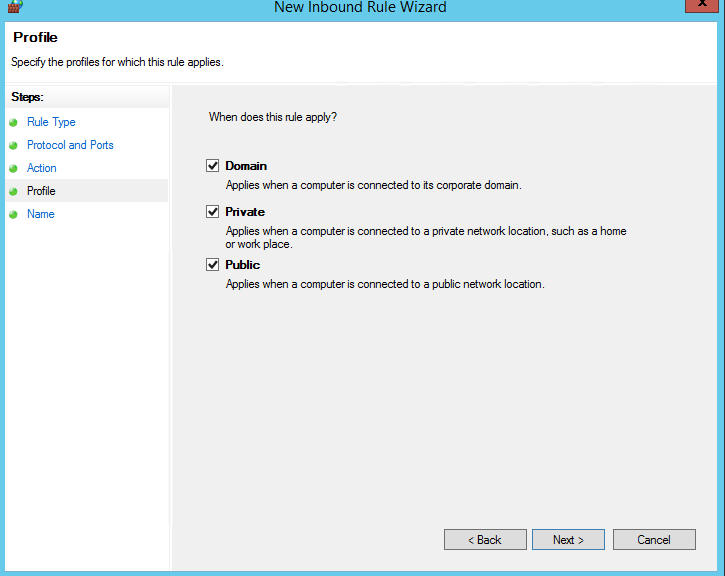 New Inbound Rule Wizard
x
Profile
Specify the profiles for which this rule applies.
Steps:
Rule Type
Protocol and Ports
Action
Profile
Name
When does this rule apply?
Domain
Applies when a computer is connected to its corporate domain.
Private
Applies when a computer is connected to a private network location, such as a home
or work place.
Public
Applies when a computer is connected to a public network location.
< Back
Next >
Cancel